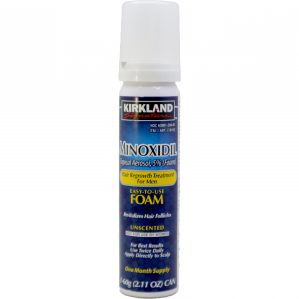 KIRKLAND
Signature
MINOXIDIL
Topical Aerosol, 5% (Foam)
Hair Regrowth Treatment
For Men
EASY-TO-USE
FOAM
Revitalizes Hair Follicles
UNSCENTED
For Best Results
Use Twice Daily
Apply Directly to Scalp
One Month Supply
60g (2.11 OZ) CAN